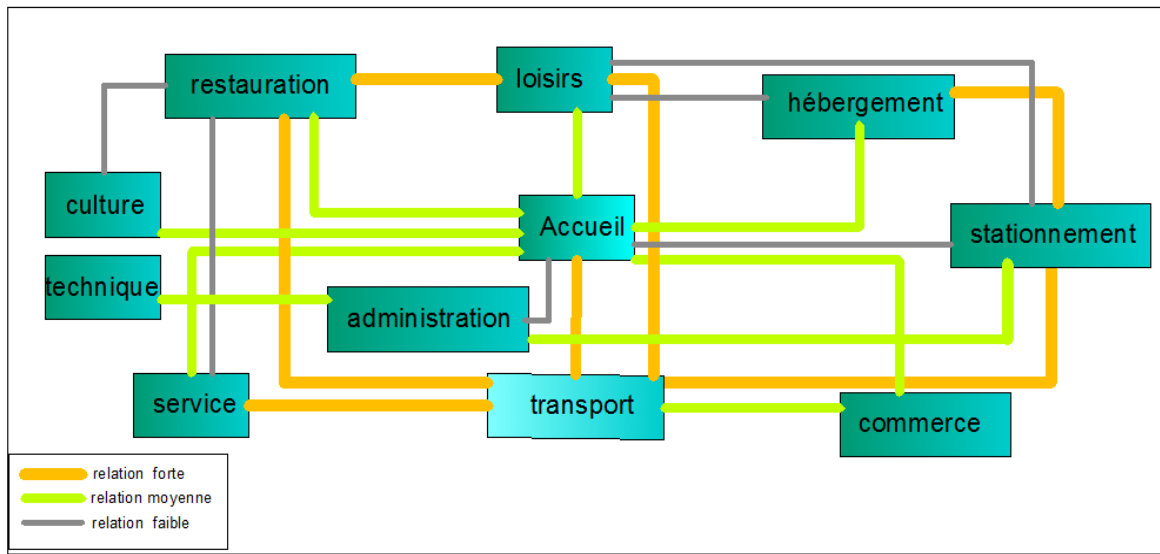 restauration
loisirs
hébergement
culture
Accueil
stationnement
technique
administration
service
transport
commerce
relation forte
relation moyenne
relation faible